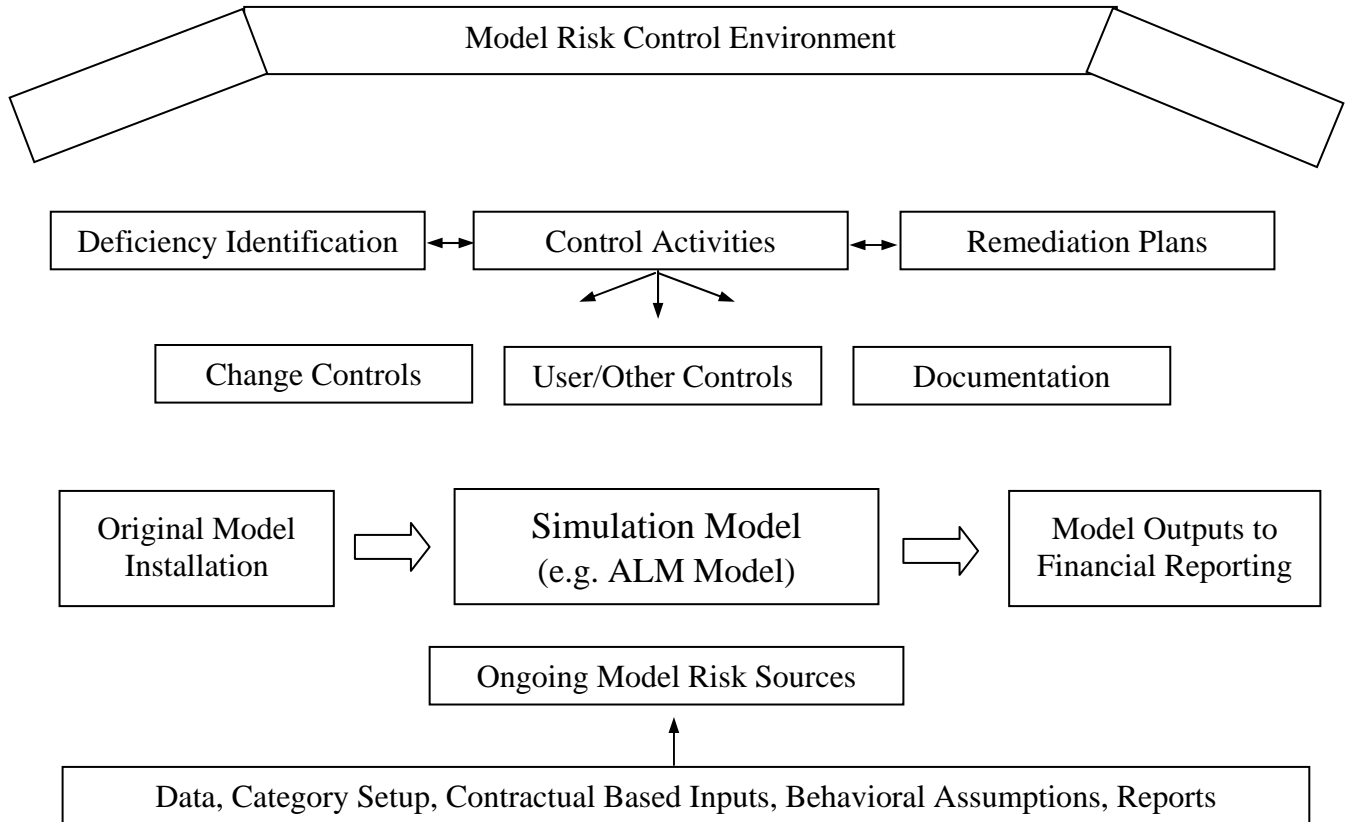 Model Risk Control Environment
Deficiency Identification
Control Activities
Remediation Plans
Change Controls
User/Other Controls
Documentation
Original Model
Installation
Simulation Model
(e.g. ALM Model)
Model Outputs to
Financial Reporting
Ongoing Model Risk Sources
Data, Category Setup, Contractual Based Inputs, Behavioral Assumptions, Reports